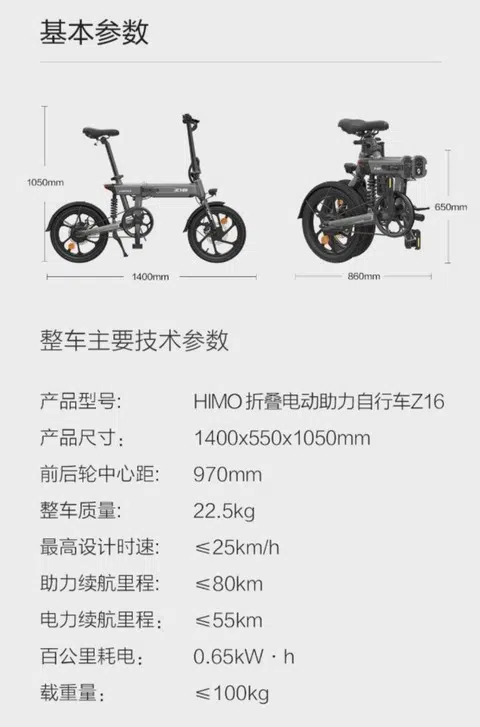 基本参数
1050mm
650mm
1400mm
860mm
整车主要技术参数
产品型号: HIMO 折叠电动助力自行车Z16
产品尺寸: 1400x550x1050mm
前后轮中心距: 970mm
整车质量: 22.5kg
最高设计时速: ≤25km/h
助力续航里程: ≤80km
电力续航里程: ≤55km
百公里耗电: 0.65kW·h
载重量: ≤100kg